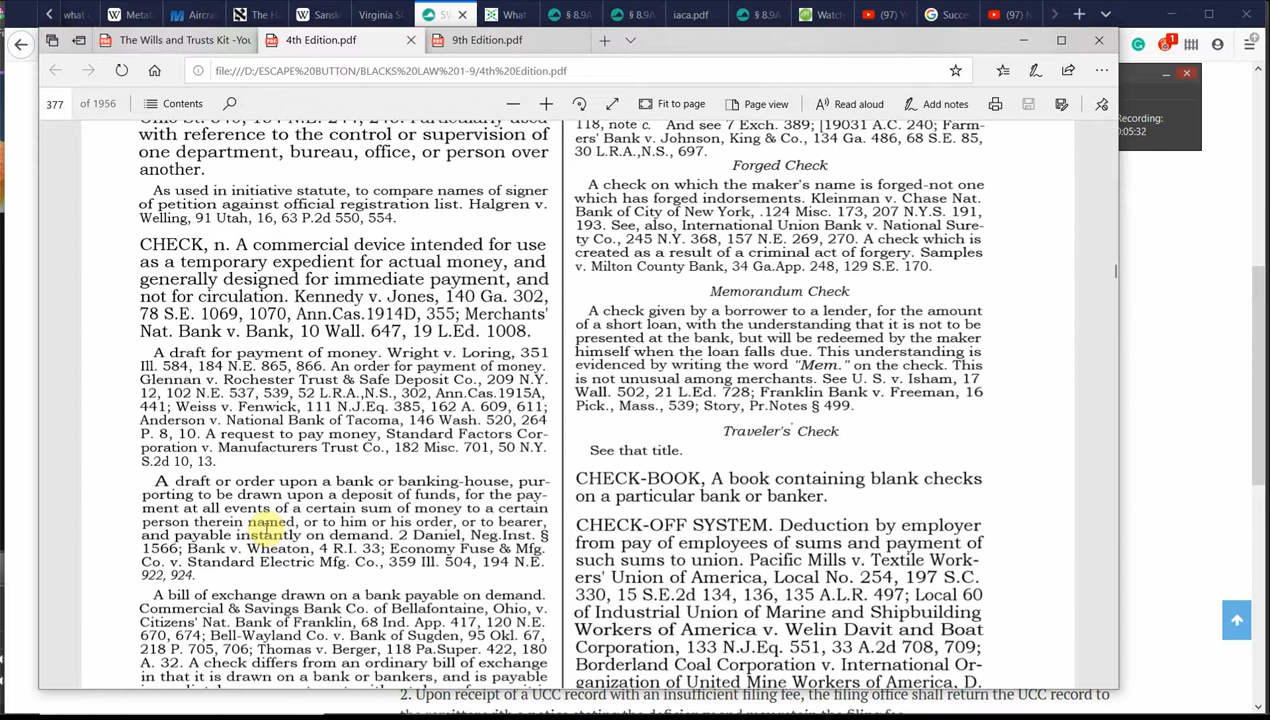 what
Metal
Aircra
The H
Sansk
Virginia SI
5V
What
§ 8.9A
§ 8.9A
iaca.pdf
§ 8.9A
Watch
(97) Yo
Succe
(97) N
The Wills and Trusts Kit -You
4th Edition.pdf
9th Edition.pdf
file:///D:/ESCAPE%20BUTTON/BLACKS%20LAW%201-9/4th%20Edition.pdf
377
of 1956
Contents
Fit to page
Page view
Read aloud
Add notes
1
Recording:
0:05:32
with reference to the control or supervision of
one department, bureau, office, or person over
another.
As used in initiative statute, to compare names of signer
of petition against official registration list. Halgren v.
Welling, 91 Utah, 16, 63 P.2d 550, 554.
CHECK, n. A commercial device intended for use
as a temporary expedient for actual money, and
generally designed for immediate payment, and
not for circulation. Kennedy v. Jones, 140 Ga. 302,
78 S.E. 1069, 1070, Ann.Cas.1914D, 355; Merchants'
Nat. Bank v. Bank, 10 Wall. 647, 19 L.Ed. 1008.
A draft for payment of money. Wright v. Loring, 351
Ill. 584, 184 N.E. 865, 866. An order for payment of money.
Glennan v. Rochester Trust & Safe Deposit Co., 209 N.Y.
12, 102 N.E. 537, 539, 52 L.R.A.,N.S., 302, Ann.Cas.1915A,
441; Weiss v. Fenwick, 111 N.J.Eq. 385, 162 A. 609, 611;
Anderson v. National Bank of Tacoma, 146 Wash. 520, 264
P. 8, 10. A request to pay money, Standard Factors Cor-
poration v. Manufacturers Trust Co., 182 Misc. 701, 50 N.Y.
S.2d 10, 13.
A draft or order upon a bank or banking-house, pur-
porting to be drawn upon a deposit of funds, for the pay-
ment at all events of a certain sum of money to a certain
person therein named, or to him or his order, or to bearer,
and payable instantly on demand. 2 Daniel, Neg.Inst. §
1566; Bank v. Wheaton, 4 R.I. 33; Economy Fuse & Mfg.
Co. v. Standard Electric Mfg. Co., 359 Ill. 504, 194 N.E.
922, 924.
A bill of exchange drawn on a bank payable on demand.
Commercial & Savings Bank Co. of Bellafontaine, Ohio, v.
Citizens' Nat. Bank of Franklin, 68 Ind. App. 417, 120 N.E.
670, 674; Bell-Wayland Co. v. Bank of Sugden, 95 Okl. 67,
218 P. 705, 706; Thomas v. Berger, 118 Pa.Super. 422, 180
A. 32. A check differs from an ordinary bill of exchange
in that it is drawn on a bank or bankers, and is payable
118, note c. And see 7 Exch. 389; [19031 A.C. 240; Farm-
ers' Bank v. Johnson, King & Co., 134 Ga. 486, 68 S.E. 85,
30 L.R.A.,N.S., 697.
Forged Check
A check on which the maker's name is forged-not one
which has forged indorsements. Kleinman v. Chase Nat.
Bank of City of New York, .124 Misc. 173, 207 N.Y.S. 191,
193. See, also, International Union Bank v. National Sure-
ty Co., 245 N.Y. 368, 157 N.E. 269, 270. A check which is
created as a result of a criminal act of forgery. Samples
v. Milton County Bank, 34 Ga.App. 248, 129 S.E. 170.
Memorandum Check
A check given by a borrower to a lender, for the amount
of a short loan, with the understanding that it is not to be
presented at the bank, but will be redeemed by the maker
himself when the loan falls due. This understanding is
evidenced by writing the word "Mem." on the check. This
is not unusual among merchants. See U. S. v. Isham, 17
Wall. 502, 21 L.Ed. 728; Franklin Bank v. Freeman, 16
Pick., Mass., 539; Story, Pr.Notes § 499.
Traveler's Check
See that title.
CHECK-BOOK, A book containing blank checks
on a particular bank or banker.
CHECK-OFF SYSTEM. Deduction by employer
from pay of employees of sums and payment of
such sums to union. Pacific Mills v. Textile Work-
ers' Union of America, Local No. 254, 197 S.C.
330, 15 S.E.2d 134, 136, 135 A.L.R. 497; Local 60
of Industrial Union of Marine and Shipbuilding
Workers of America v. Welin Davit and Boat
Corporation, 133 N.J.Eq. 551, 33 A.2d 708, 709;
Borderland Coal Corporation v. International Or-
ganization of United Mine Workers of America, D.
2. Upon receipt of a UCC record with an insufficient filing fee, the filing office shall return the UCC record to